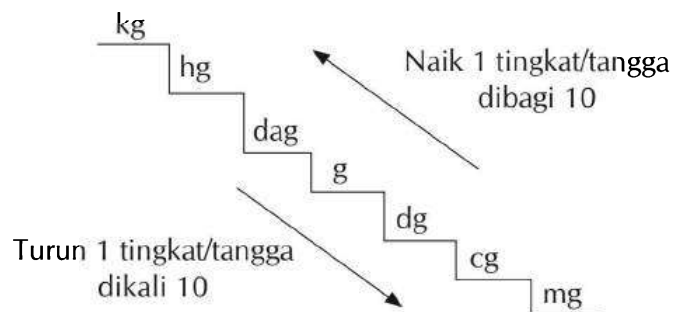 kg
hg
Naik 1 tingkat/tangga
dibagi 10
dag
g
dg
Turun 1 tingkat/tangga
dikali 10
cg
mg